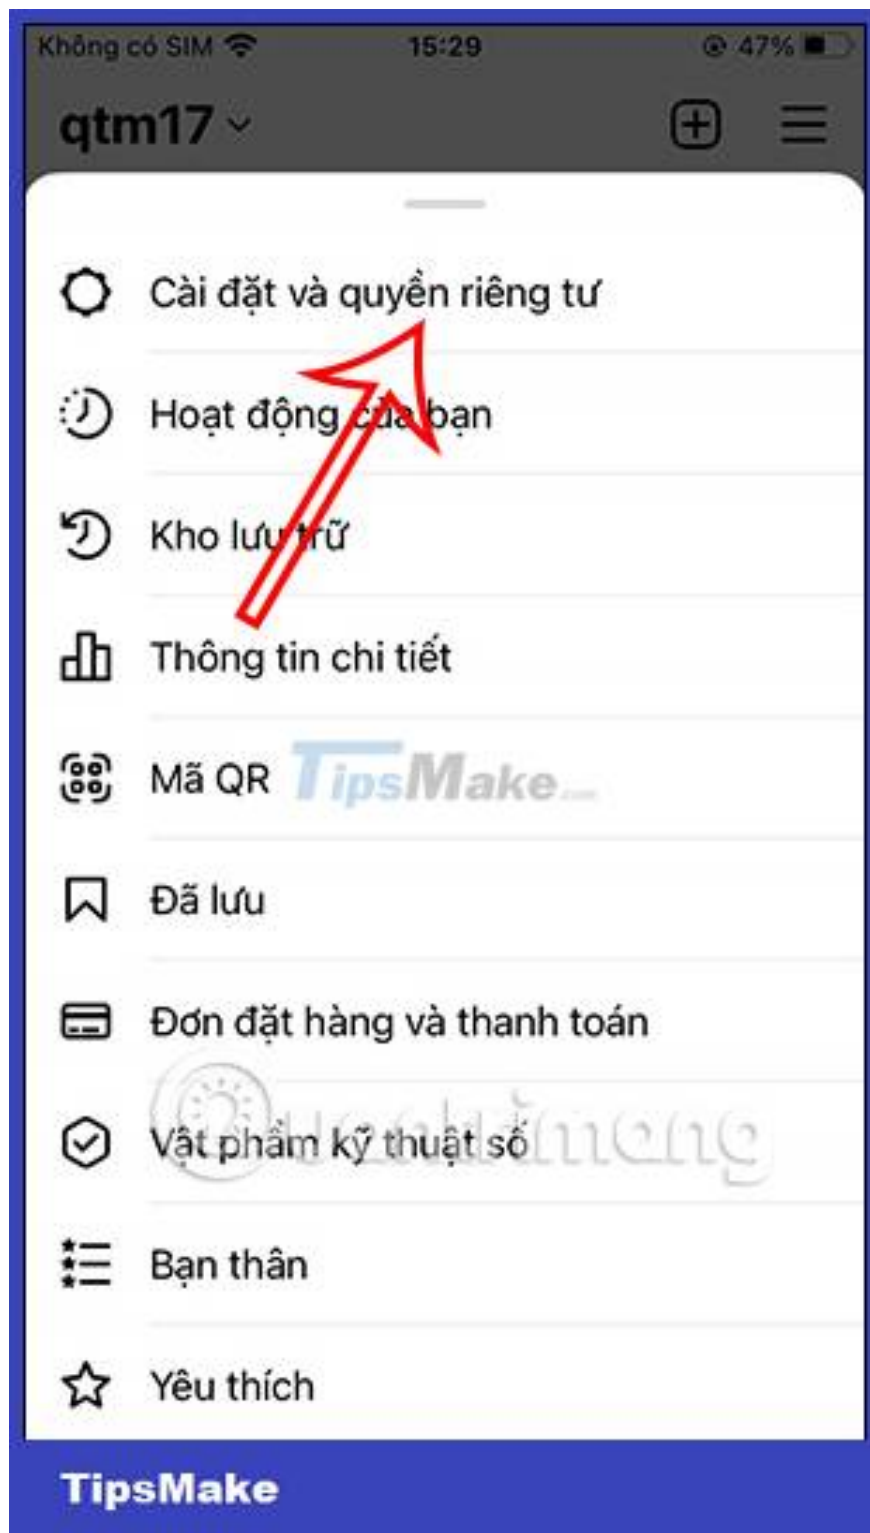 Không có SIM 15:29 47%
qtm17
Cài đặt và quyền riêng tư
Hoạt động của bạn
Kho lưu trữ
Thông tin chi tiết
Mã QR
TipsMake.com
Đã lưu
Đơn đặt hàng và thanh toán
Quantrimang
Vật phẩm kỹ thuật số
Bạn thân
Yêu thích
TipsMake